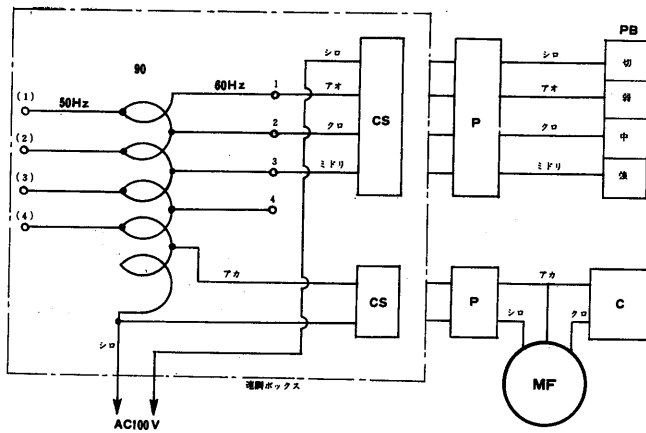 PB
シロ
シロ
切
90
(1)
50Hz
60Hz
1
アオ
アオ
弱
(2)
2
クロ
CS
P
クロ
中
(3)
3
ミドリ
ミドリ
強
(4)
4
アカ
CS
P
アカ
C
シロ
クロ
シロ
MF
速調ボックス
AC100V